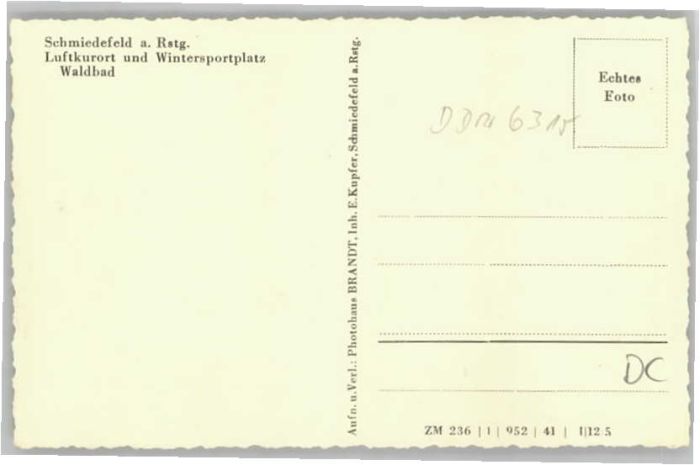 Schmiedefeld a. Rstg.
Luftkurort und Wintersportplatz
Waldbad
Aufn. u. Verl.: Photohaus BRANDT, Inh. E. Kupfer, Schmiedefeld a. Rstg.
Echtes
Foto
6315
DC
ZM 236 | 1 | 952 | 41 | 1|12 5